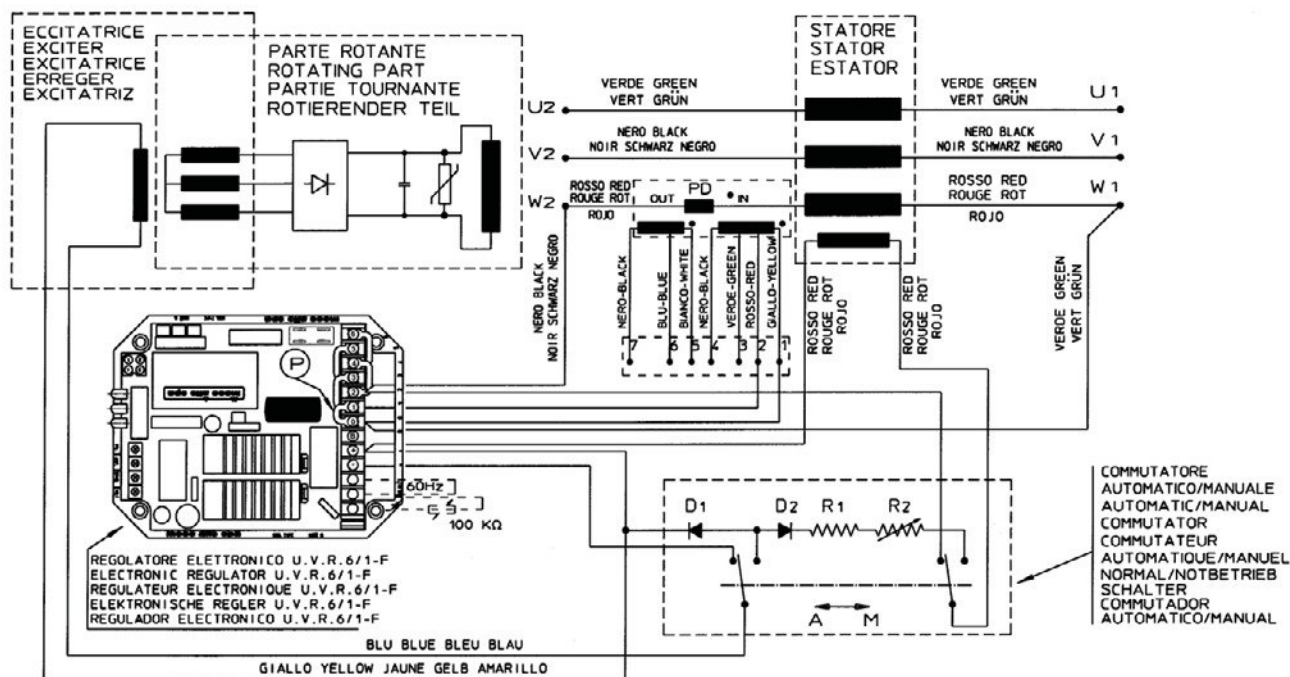 ECCITATRICE
EXCITER
EXCITATRICE
ERREGER
EXCITATRIZ
PARTE ROTANTE
ROTATING PART
PARTIE TOURNANTE
ROTIERENDER TEIL
STATORE
STATOR
ESTATOR
U2
VERDE GREEN
VERT GRÜN
VERDE GREEN
VERT GRÜN
U1
V2
NERO BLACK
NOIR SCHWARZ NEGRO
NERO BLACK
NOIR SCHWARZ NEGRO
V1
W2
ROSSO RED
ROUGE ROT
ROJO
OUT
PD
IN
ROSSO RED
ROUGE ROT
ROJO
W1
NERO BLACK
NOIR SCHWARZ NEGRO
NERO-BLACK
BLU-BLUE
BIANCO-WHITE
NERO-BLACK
VERDE-GREEN
ROSSO-RED
GIALLO-YELLOW
7 6 5 4 3 2 1
ROSSO RED
ROUGE ROT
ROJO
ROSSO RED
ROUGE ROT
ROJO
VERDE GREEN
VERT GRÜN
P
60Hz
100 KΩ
REGOLATORE ELETTRONICO U.V.R.6/1-F
ELECTRONIC REGULATOR U.V.R.6/1-F
REGULATEUR ELECTRONIQUE U.V.R.6/1-F
ELEKTRONISCHE REGLER U.V.R.6/1-F
REGULADOR ELECTRONICO U.V.R.6/1-F
D1
D2
R1
R2
A
M
COMMUTATORE
AUTOMATICO/MANUALE
AUTOMATIC/MANUAL
COMMUTATOR
COMMUTATEUR
AUTOMATIQUE/MANUEL
NORMAL/NOTBETRIEB
SCHALTER
COMMUTADOR
AUTOMATICO/MANUAL
BLU BLUE BLEU BLAU
GIALLO YELLOW JAUNE GELB AMARILLO